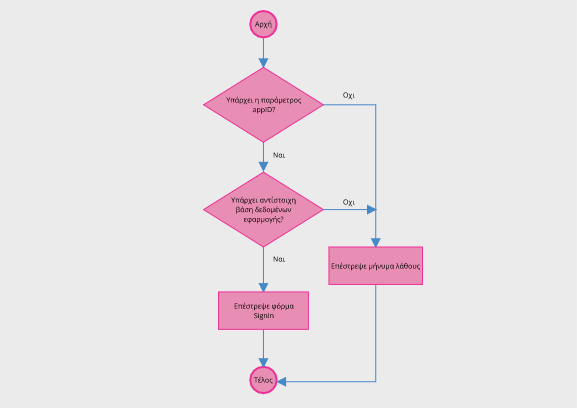 Αρχή
Υπάρχει η παράμετρος
appID?
Οχι
Ναι
Υπάρχει αντίστοιχη
βάση δεδομένων
εφαρμογής?
Οχι
Ναι
Επέστρεψε μήνυμα λάθους
Επέστρεψε φόρμα
SignIn
Τέλος